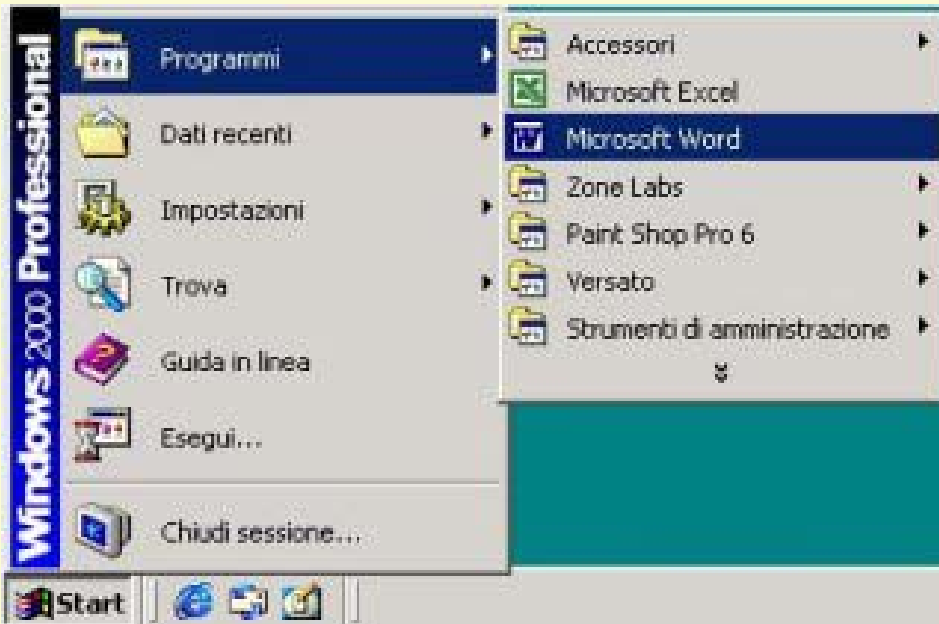 Windows 2000 Professional
Programmi
Dati recenti
Impostazioni
Trova
Guida in linea
Esegui...
Chiudi sessione...
Start
Accessori
Microsoft Excel
Microsoft Word
Zone Labs
Paint Shop Pro 6
Versato
Strumenti di amministrazione